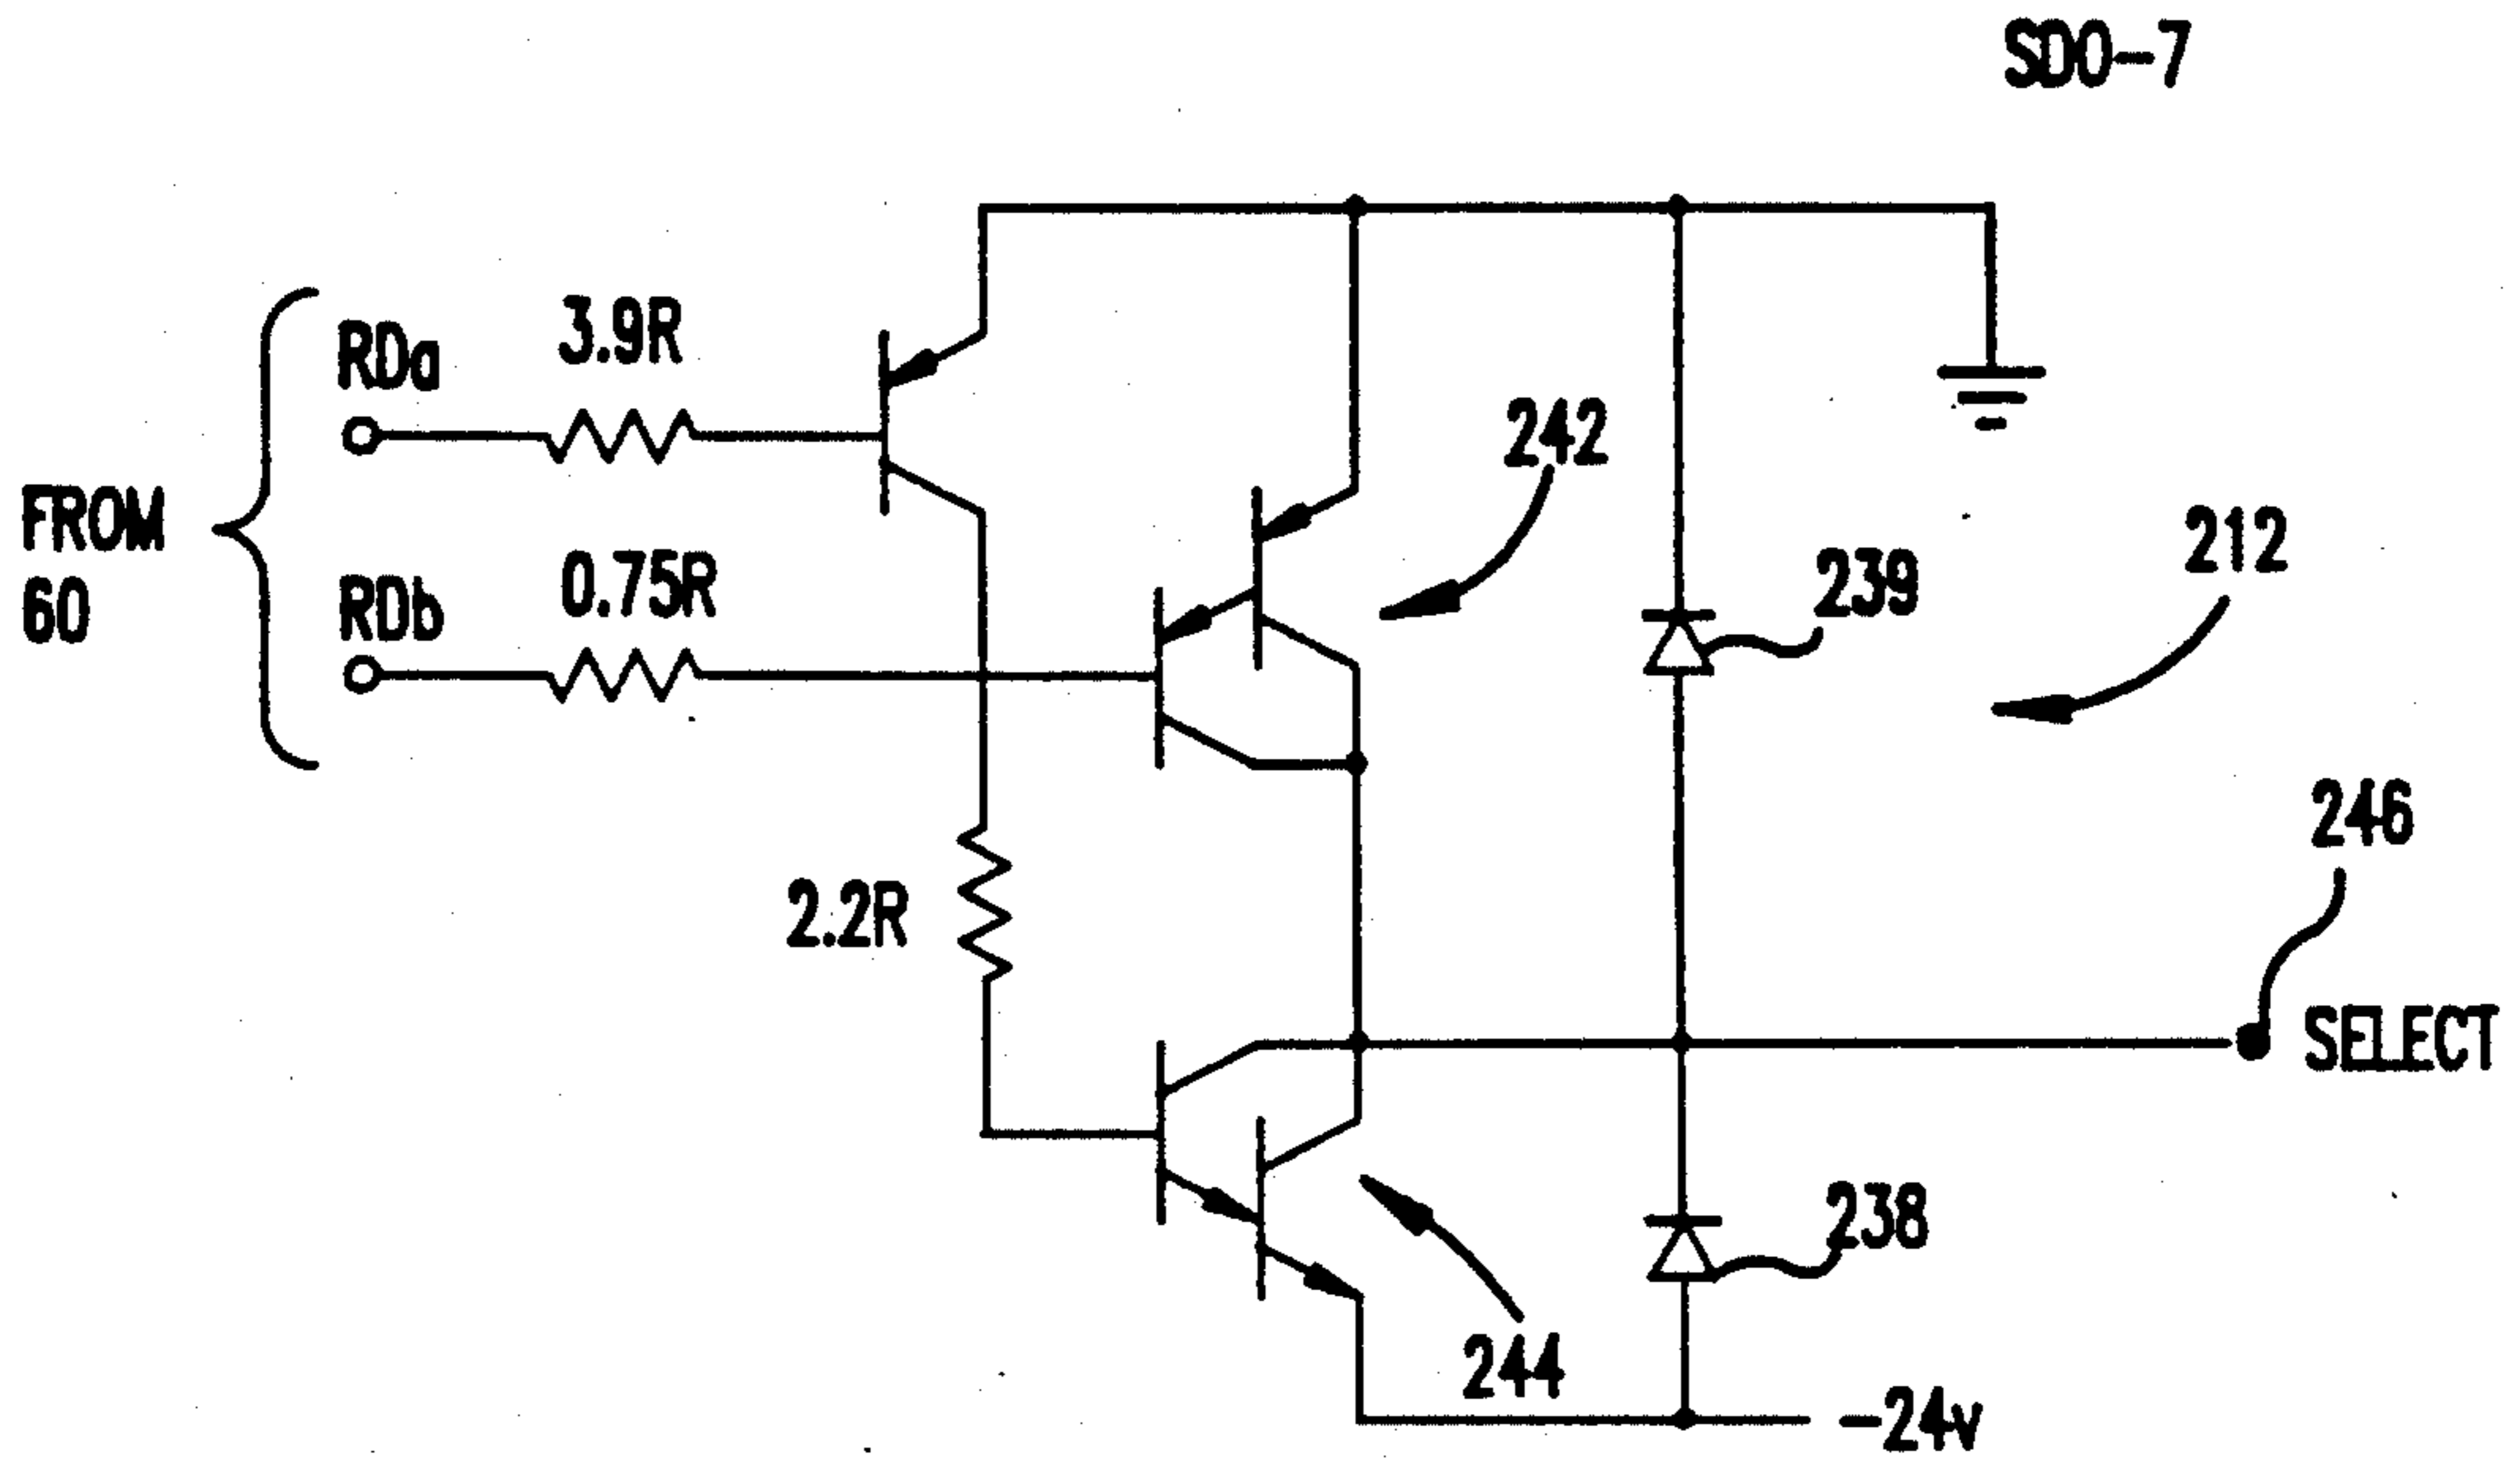 SD0-7
RDa
3.9R
242
FROM
60
212
239
RDb
0.75R
246
2.2R
SELECT
238
244
-24v